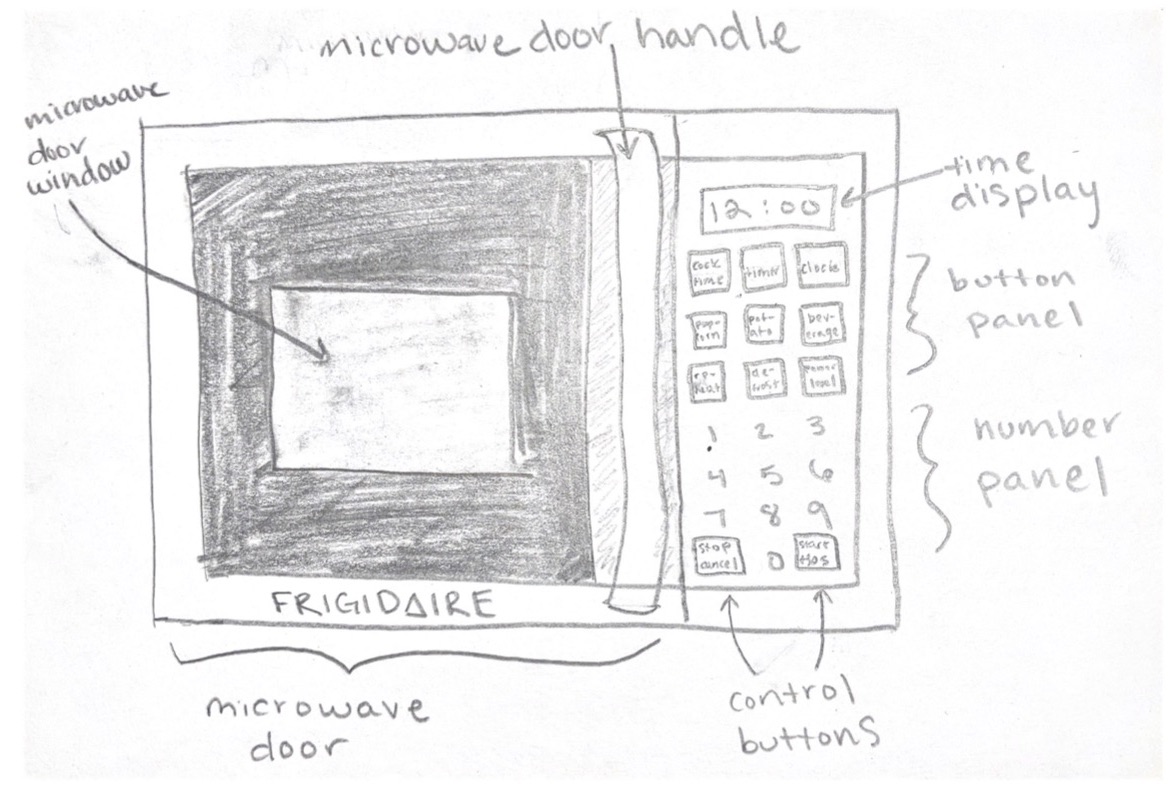 microwave door handle
microwave
door
window
time
display
12:00
cook
time
timer
clock
button
panel
pop-
corn
pot-
ato
bev-
erage
re-
heat
de-
frost
power
level
1 2 3
number
panel
4 5 6
7 8 9
stop
cancel
0
start
FRIGIDAIRE
microwave
door
control
buttons